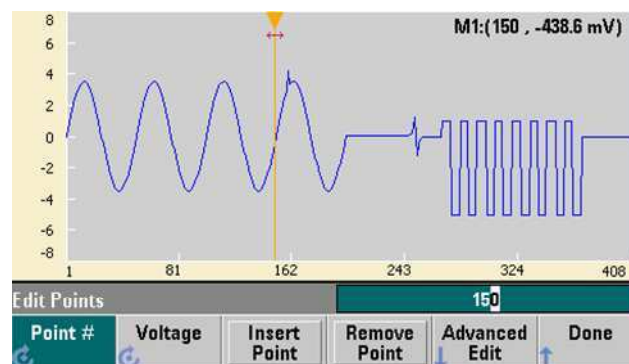 M1:(150 , -438.6 mV)
8
6
4
2
0
-2
-4
-6
-8
1 81 162 243 324 408
Edit Points 150
Point # Voltage Insert Point Remove Point Advanced Edit Done